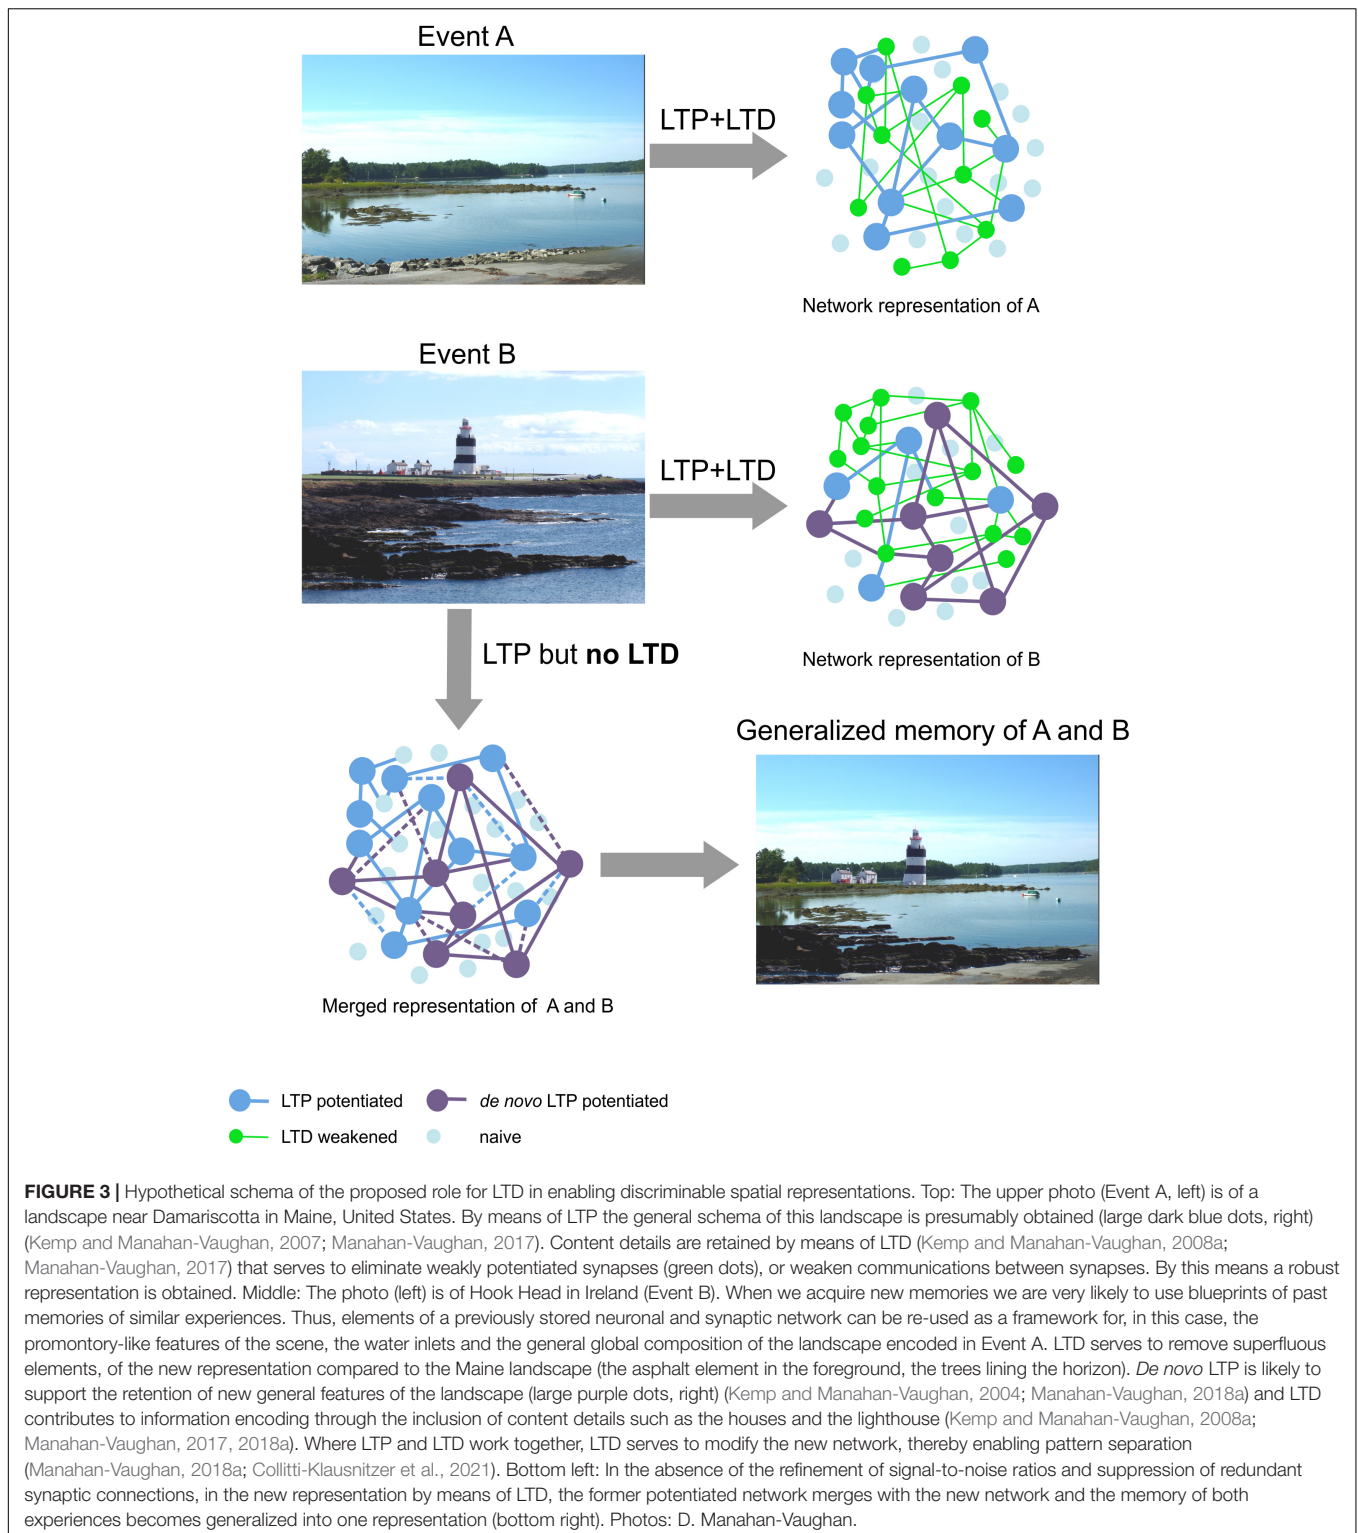 Event A
LTP+LTD
Network representation of A
Event B
LTP+LTD
Network representation of B
LTP but no LTD
Generalized memory of A and B
Merged representation of A and B
LTP potentiated
de novo LTP potentiated
LTD weakened
naive
FIGURE 3 | Hypothetical schema of the proposed role for LTD in enabling discriminable spatial representations. Top: The upper photo (Event A, left) is of a
landscape near Damariscotta in Maine, United States. By means of LTP the general schema of this landscape is presumably obtained (large dark blue dots, right)
(Kemp and Manahan-Vaughan, 2007; Manahan-Vaughan, 2017). Content details are retained by means of LTD (Kemp and Manahan-Vaughan, 2008a;
Manahan-Vaughan, 2017) that serves to eliminate weakly potentiated synapses (green dots), or weaken communications between synapses. By this means a robust
representation is obtained. Middle: The photo (left) is of Hook Head in Ireland (Event B). When we acquire new memories we are very likely to use blueprints of past
memories of similar experiences. Thus, elements of a previously stored neuronal and synaptic network can be re-used as a framework for, in this case, the
promontory-like features of the scene, the water inlets and the general global composition of the landscape encoded in Event A. LTD serves to remove superfluous
elements, of the new representation compared to the Maine landscape (the asphalt element in the foreground, the trees lining the horizon). De novo LTP is likely to
support the retention of new general features of the landscape (large purple dots, right) (Kemp and Manahan-Vaughan, 2004; Manahan-Vaughan, 2018a) and LTD
contributes to information encoding through the inclusion of content details such as the houses and the lighthouse (Kemp and Manahan-Vaughan, 2008a;
Manahan-Vaughan, 2017, 2018a). Where LTP and LTD work together, LTD serves to modify the new network, thereby enabling pattern separation
(Manahan-Vaughan, 2018a; Collitti-Klausnitzer et al., 2021). Bottom left: In the absence of the refinement of signal-to-noise ratios and suppression of redundant
synaptic connections, in the new representation by means of LTD, the former potentiated network merges with the new network and the memory of both
experiences becomes generalized into one representation (bottom right). Photos: D. Manahan-Vaughan.